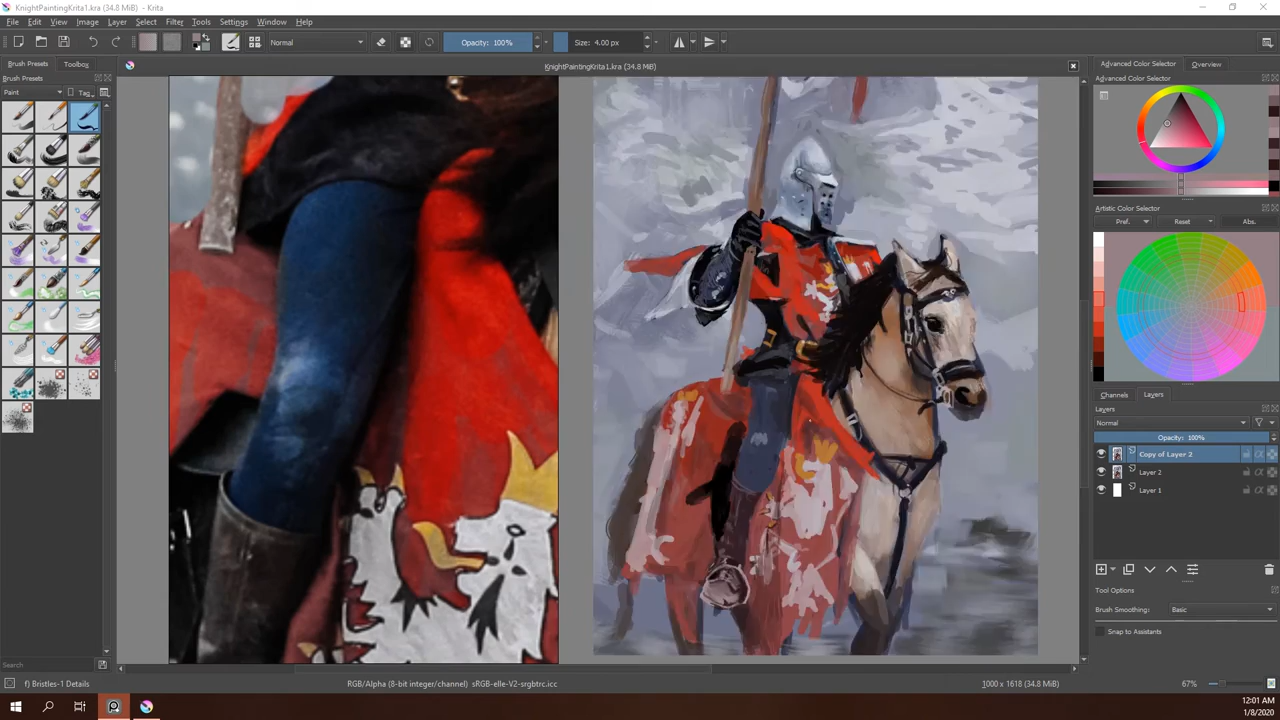 KnightPaintingKrita1.kra (34.8 MiB) - Krita
File Edit View Image Layer Select Filter Tools Settings Window Help
Normal
Opacity: 100%
Size: 4.00 px
Brush Presets Toolbox
KnightPaintingKrita1.kra (34.8 MiB)
Advanced Color Selector Overview
Brush Presets
Advanced Color Selector
Paint
Tag
Artistic Color Selector
Pref. Reset Abs.
Channels Layers
Layers
Normal
Opacity: 100%
Copy of Layer 2
Layer 2
Layer 1
Tool Options
Brush Smoothing: Basic
Snap to Assistants
Search
f) Bristles-1 Details
RGB/Alpha (8-bit integer/channel) sRGB-elle-V2-srgbtrc.icc
1000 x 1618 (34.8 MiB)
67%
12:01 AM
1/8/2020